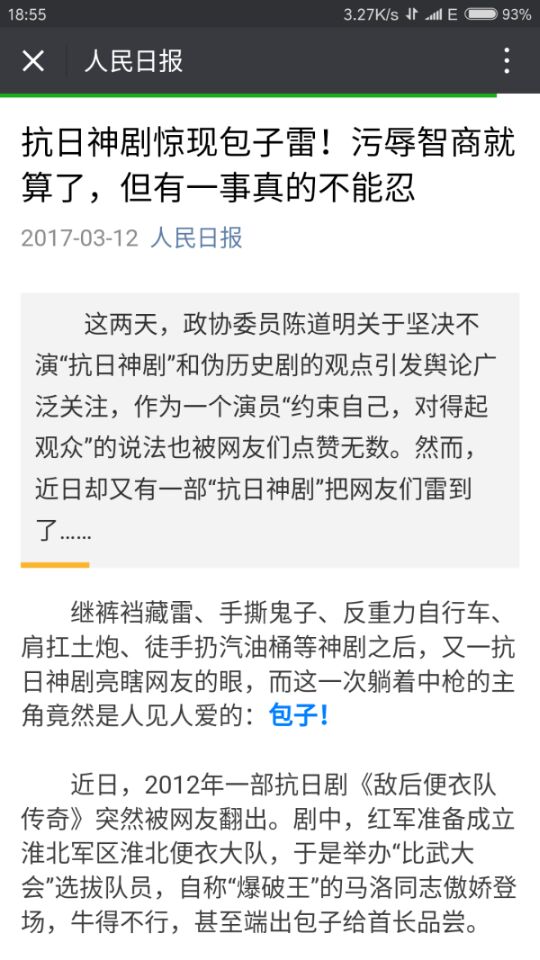 18:55
3.27K/s
E
93%
人民日报
抗日神剧惊现包子雷！污辱智商就
算了，但有一事真的不能忍
2017-03-12 人民日报
这两天，政协委员陈道明关于坚决不
演“抗日神剧”和伪历史剧的观点引发舆论广
泛关注，作为一个演员“约束自己，对得起
观众”的说法也被网友们点赞无数。然而，
近日却又有一部“抗日神剧”把网友们雷到
了……
继裤裆藏雷、手撕鬼子、反重力自行车、
肩扛土炮、徒手扔汽油桶等神剧之后，又一抗
日神剧亮瞎网友的眼，而这一次躺着中枪的主
角竟然是人见人爱的：包子！
近日，2012年一部抗日剧《敌后便衣队
传奇》突然被网友翻出。剧中，红军准备成立
淮北军区淮北便衣大队，于是举办“比武大
会”选拔队员，自称“爆破王”的马洛同志傲娇登
场，牛得不行，甚至端出包子给首长品尝。